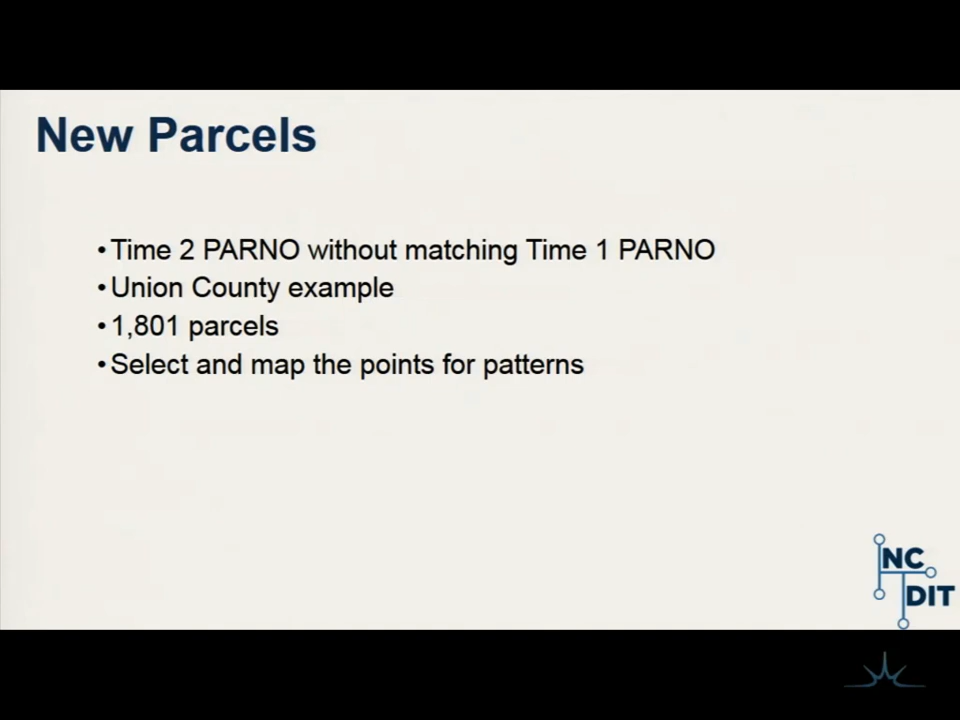 New Parcels
•Time 2 PARNO without matching Time 1 PARNO
•Union County example
•1,801 parcels
•Select and map the points for patterns
NC
DIT